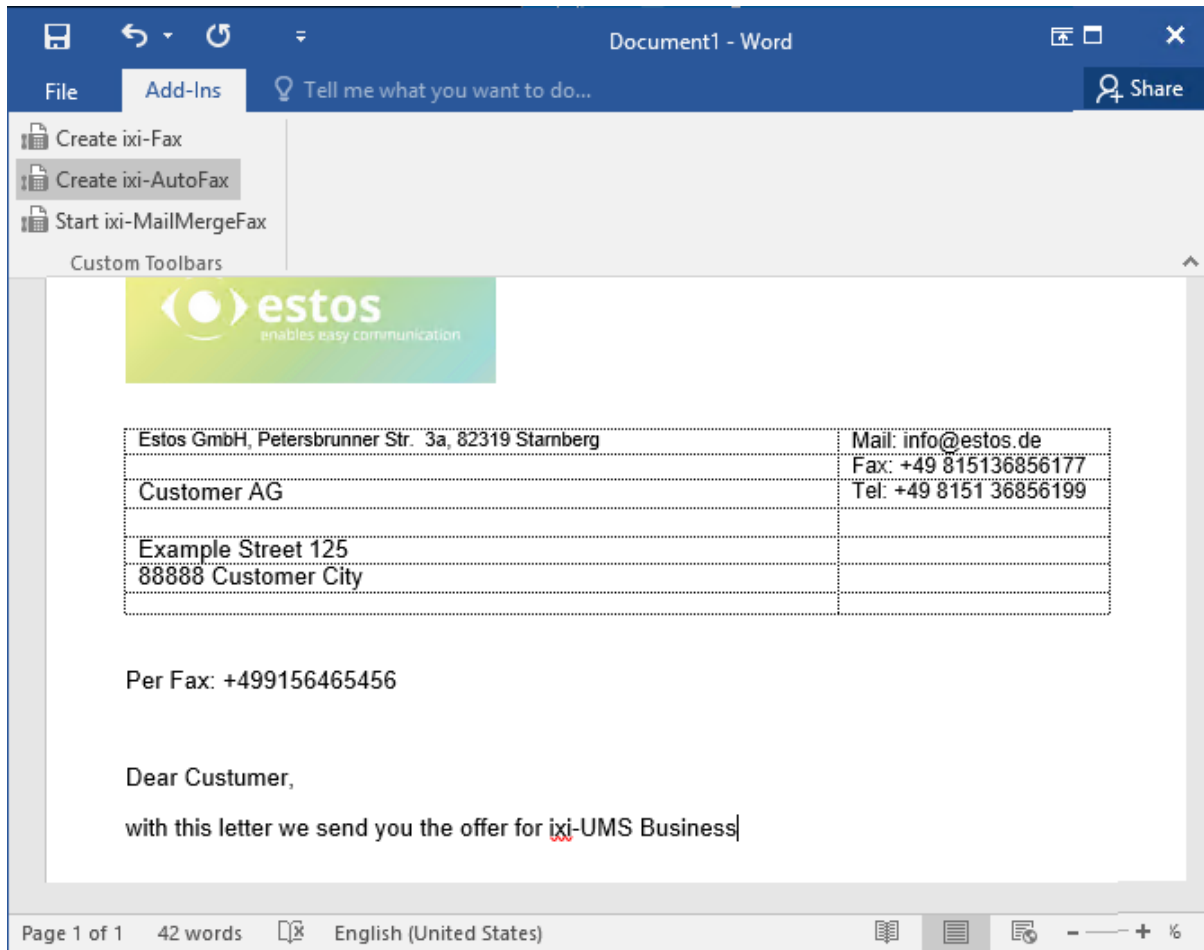 Document1 - Word
File Add-Ins Tell me what you want to do... Share
Create ixi-Fax
Create ixi-AutoFax
Start ixi-MailMergeFax
Custom Toolbars
estos
enables easy communication
Estos GmbH, Petersbrunner Str. 3a, 82319 Starnberg Mail: info@estos.de
Fax: +49 815136856177
Customer AG Tel: +49 8151 36856199
Example Street 125
88888 Customer City
Per Fax: +499156465456
Dear Custumer,
with this letter we send you the offer for ixi-UMS Business
Page 1 of 1 42 words English (United States)